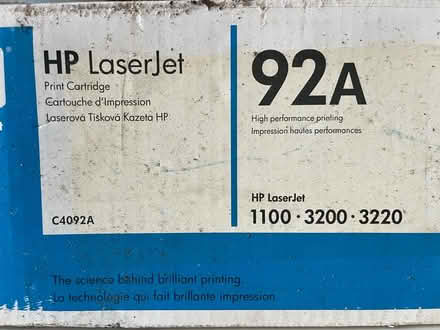 HP LaserJet
Print Cartridge
Cartouche d'Impression
Laserová Tisková Kazeta HP
C4092A
92A
High performance printing
Impression hautes performances
HP LaserJet
1100 · 3200 · 3220
The science behind brilliant printing.
La technologie qui fait brillante impression.